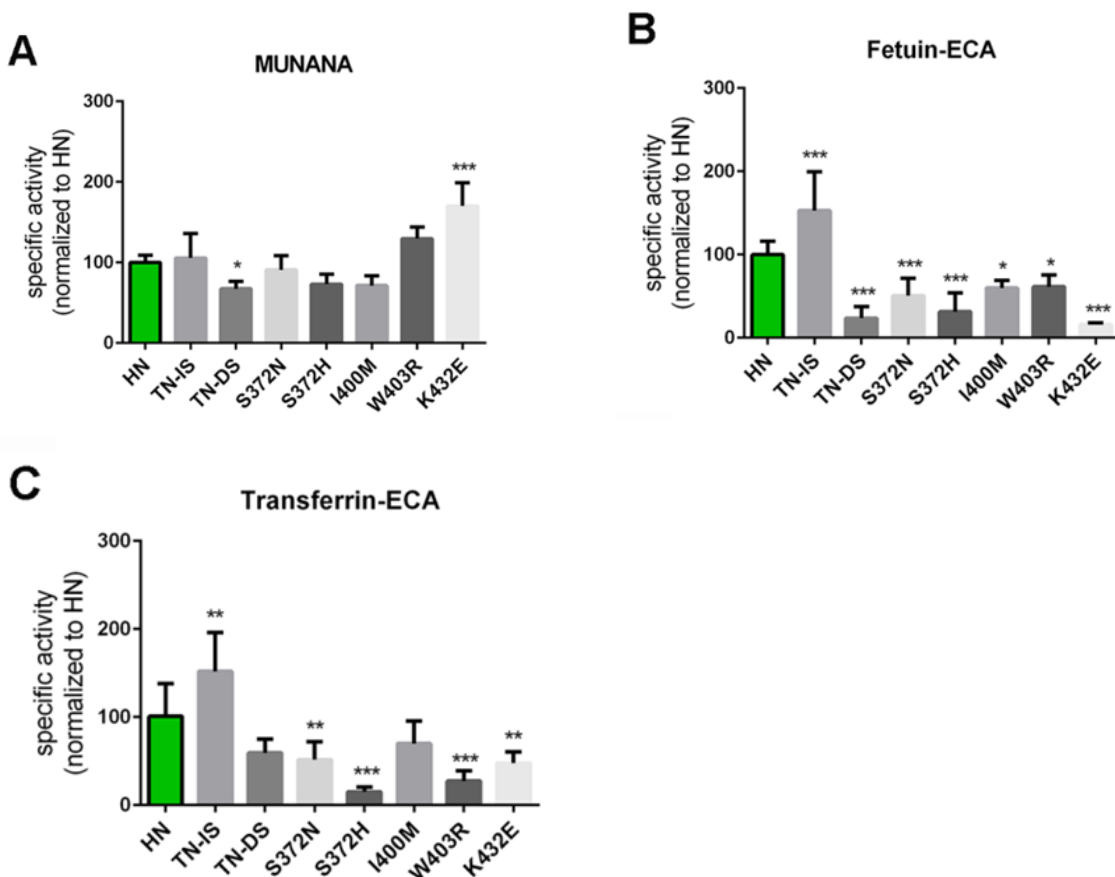 A
MUNANA
specific activity
(normalized to HN)
300
200
100
0
***
*
HN
TN-IS
TN-DS
S372N
S372H
I400M
W403R
K432E
B
Fetuin-ECA
specific activity
(normalized to HN)
300
200
100
0
***
***
***
***
*
*
***
HN
TN-IS
TN-DS
S372N
S372H
I400M
W403R
K432E
C
Transferrin-ECA
specific activity
(normalized to HN)
300
200
100
0
**
**
***
***
**
HN
TN-IS
TN-DS
S372N
S372H
I400M
W403R
K432E